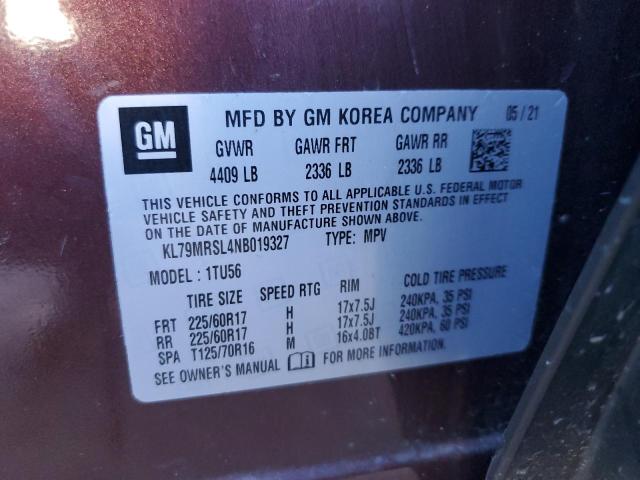 GM
MFD BY GM KOREA COMPANY 05/21
GVWR GAWR FRT GAWR RR
4409 LB 2336 LB 2336 LB
THIS VEHICLE CONFORMS TO ALL APPLICABLE U.S. FEDERAL MOTOR
VEHICLE SAFETY AND THEFT PREVENTION STANDARDS IN EFFECT
ON THE DATE OF MANUFACTURE SHOWN ABOVE.
KL79MRSL4NB019327 TYPE: MPV
MODEL : 1TU56
TIRE SIZE SPEED RTG RIM COLD TIRE PRESSURE
FRT 225/60R17 H 17x7.5J 240KPA, 35 PSI
RR 225/60R17 H 17x7.5J 240KPA, 35 PSI
SPA T125/70R16 M 16x4.0BT 420KPA, 60 PSI
SEE OWNER'S MANUAL FOR MORE INFORMATION.